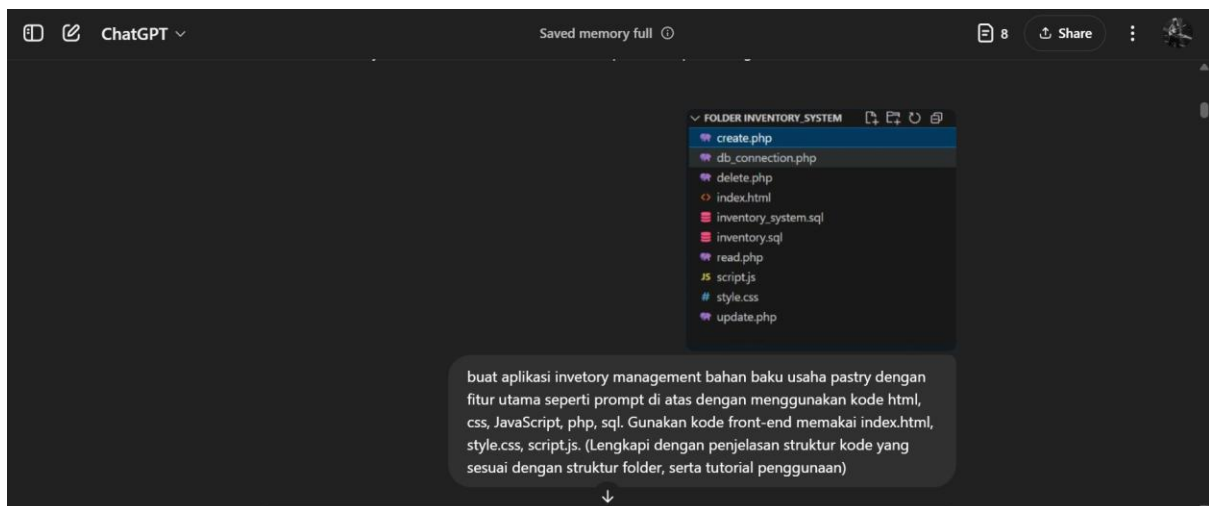 ChatGPT
Saved memory full
8
Share
FOLDER INVENTORY_SYSTEM
create.php
db_connection.php
delete.php
<> index.html
inventory_system.sql
inventory.sql
read.php
JS script.js
# style.css
update.php
buat aplikasi invetory management bahan baku usaha pastry dengan
fitur utama seperti prompt di atas dengan menggunakan kode html,
css, JavaScript, php, sql. Gunakan kode front-end memakai index.html,
style.css, script.js. (Lengkapi dengan penjelasan struktur kode yang
sesuai dengan struktur folder, serta tutorial penggunaan)